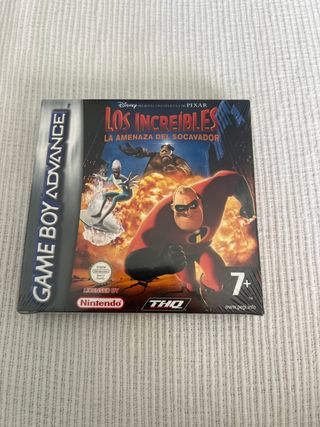 GAME BOY ADVANCE
Disney PRESENTA UNA PELÍCULA DE PIXAR
LOS INCREÍBLES
LA AMENAZA DEL SOCAVADOR
LICENSED BY
Nintendo
THQ
7+
www.pegi.info